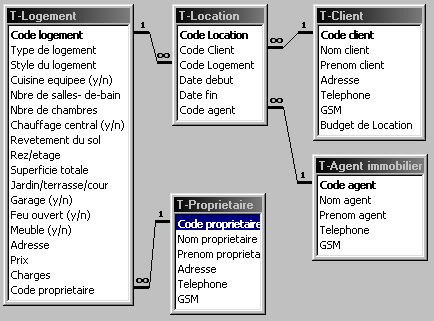 T-Logement
Code logement
Type de logement
Style du logement
Cuisine equipee (y/n)
Nbre de salles- de-bain
Nbre de chambres
Chauffage central (y/n)
Revetement du sol
Rez/etage
Superficie totale
Jardin/terrasse/cour
Garage (y/n)
Feu ouvert (y/n)
Meuble (y/n)
Adresse
Prix
Charges
Code proprietaire
1
∞
T-Location
Code Location
Code Client
Code Logement
Date debut
Date fin
Code agent
∞
1
∞
1
T-Client
Code client
Nom client
Prenom client
Adresse
Telephone
GSM
Budget de Location
T-Agent immobilier
Code agent
Nom agent
Prenom agent
Telephone
GSM
1
∞
T-Proprietaire
Code proprietaire
Nom proprietaire
Prenom proprieta
Adresse
Telephone
GSM